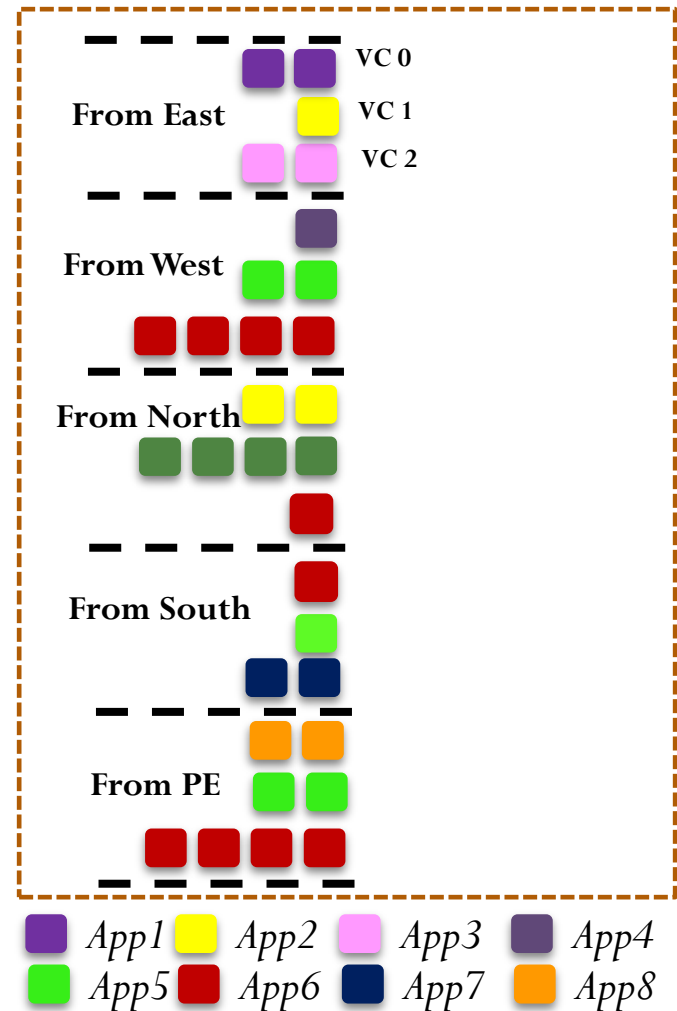 VC 0
From East
VC 1
VC 2
From West
From North
From South
From PE
App1 App2 App3 App4
App5 App6 App7 App8